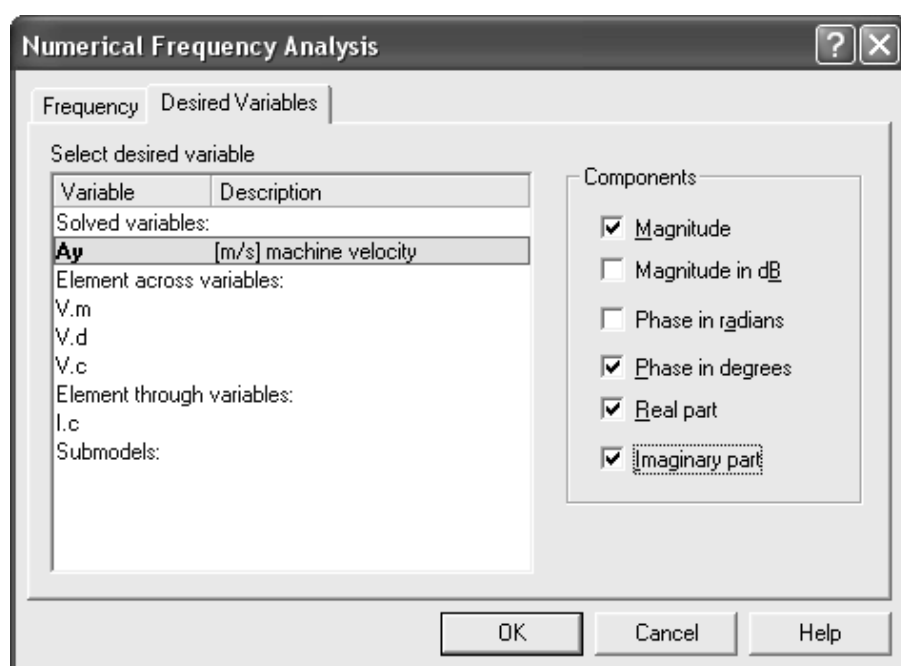 Numerical Frequency Analysis
Frequency Desired Variables
Select desired variable
Variable Description
Solved variables:
Ay [m/s] machine velocity
Element across variables:
V.m
V.d
V.c
Element through variables:
I.c
Submodels:
Components
Magnitude
Magnitude in dB
Phase in radians
Phase in degrees
Real part
Imaginary part
OK Cancel Help